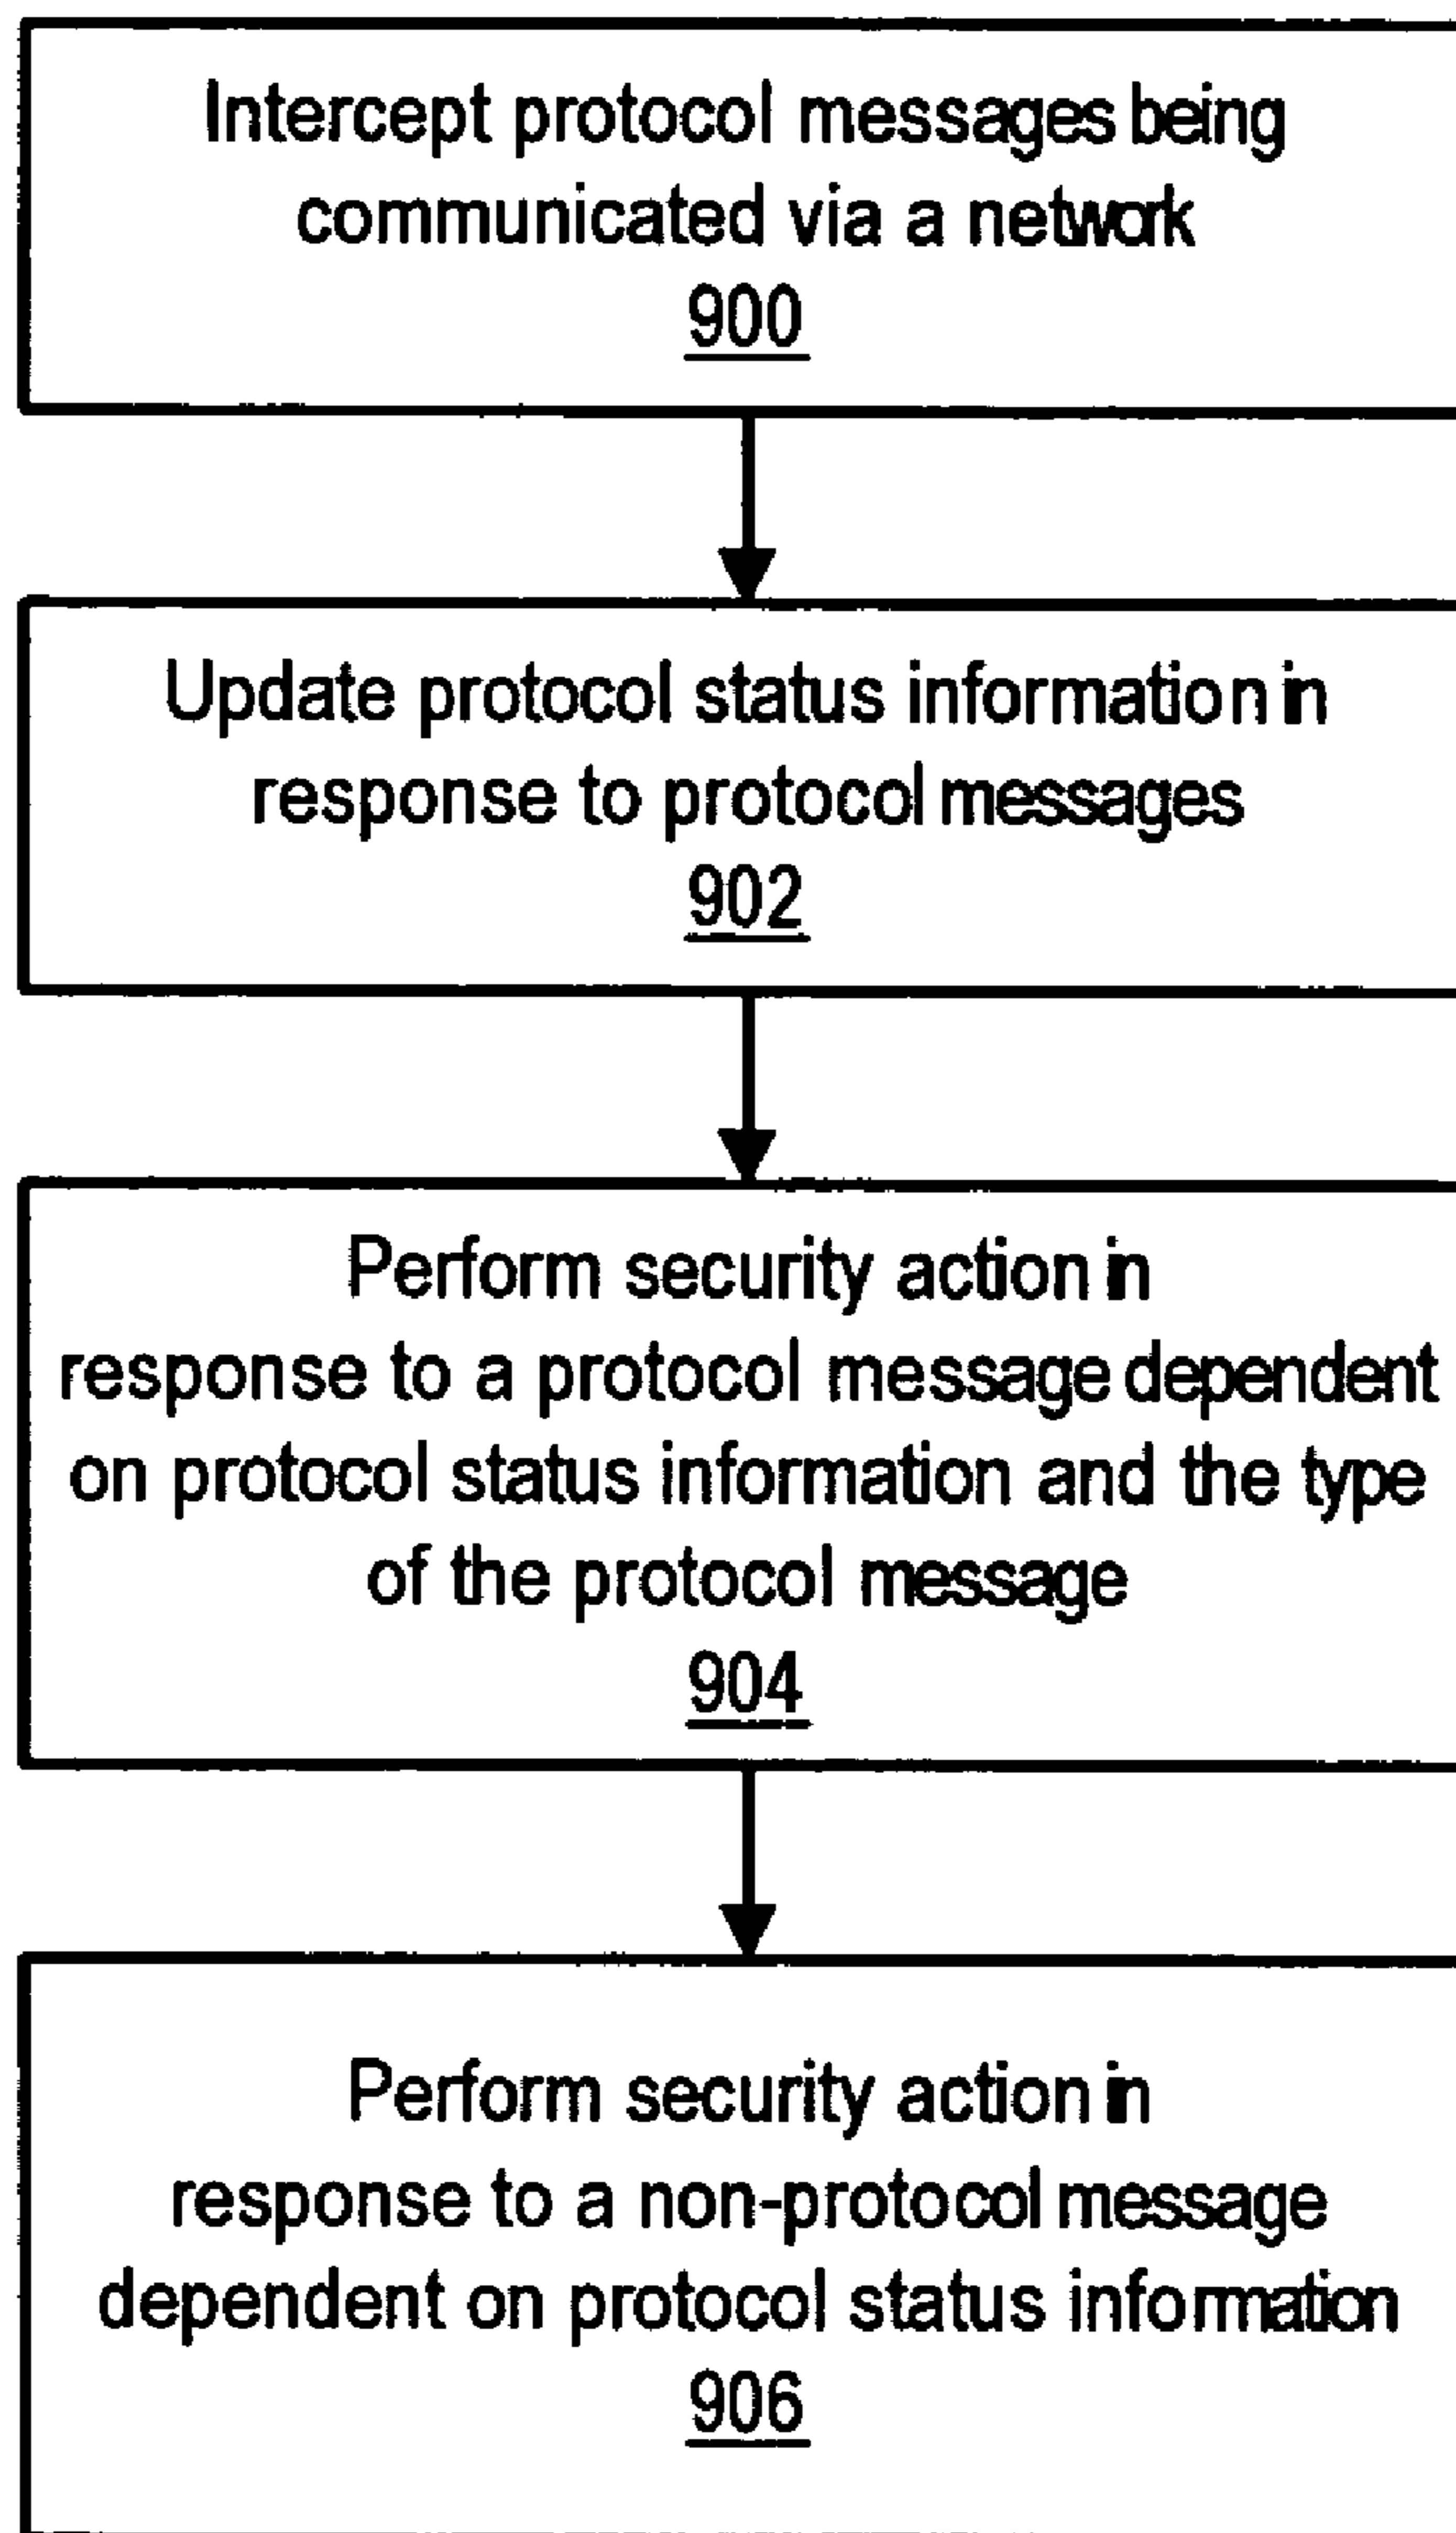 Intercept protocol messages being
communicated via a network
900
Update protocol status information in
response to protocol messages
902
Perform security action in
response to a protocol message dependent
on protocol status information and the type
of the protocol message
904
Perform security action in
response to a non-protocol message
dependent on protocol status information
906